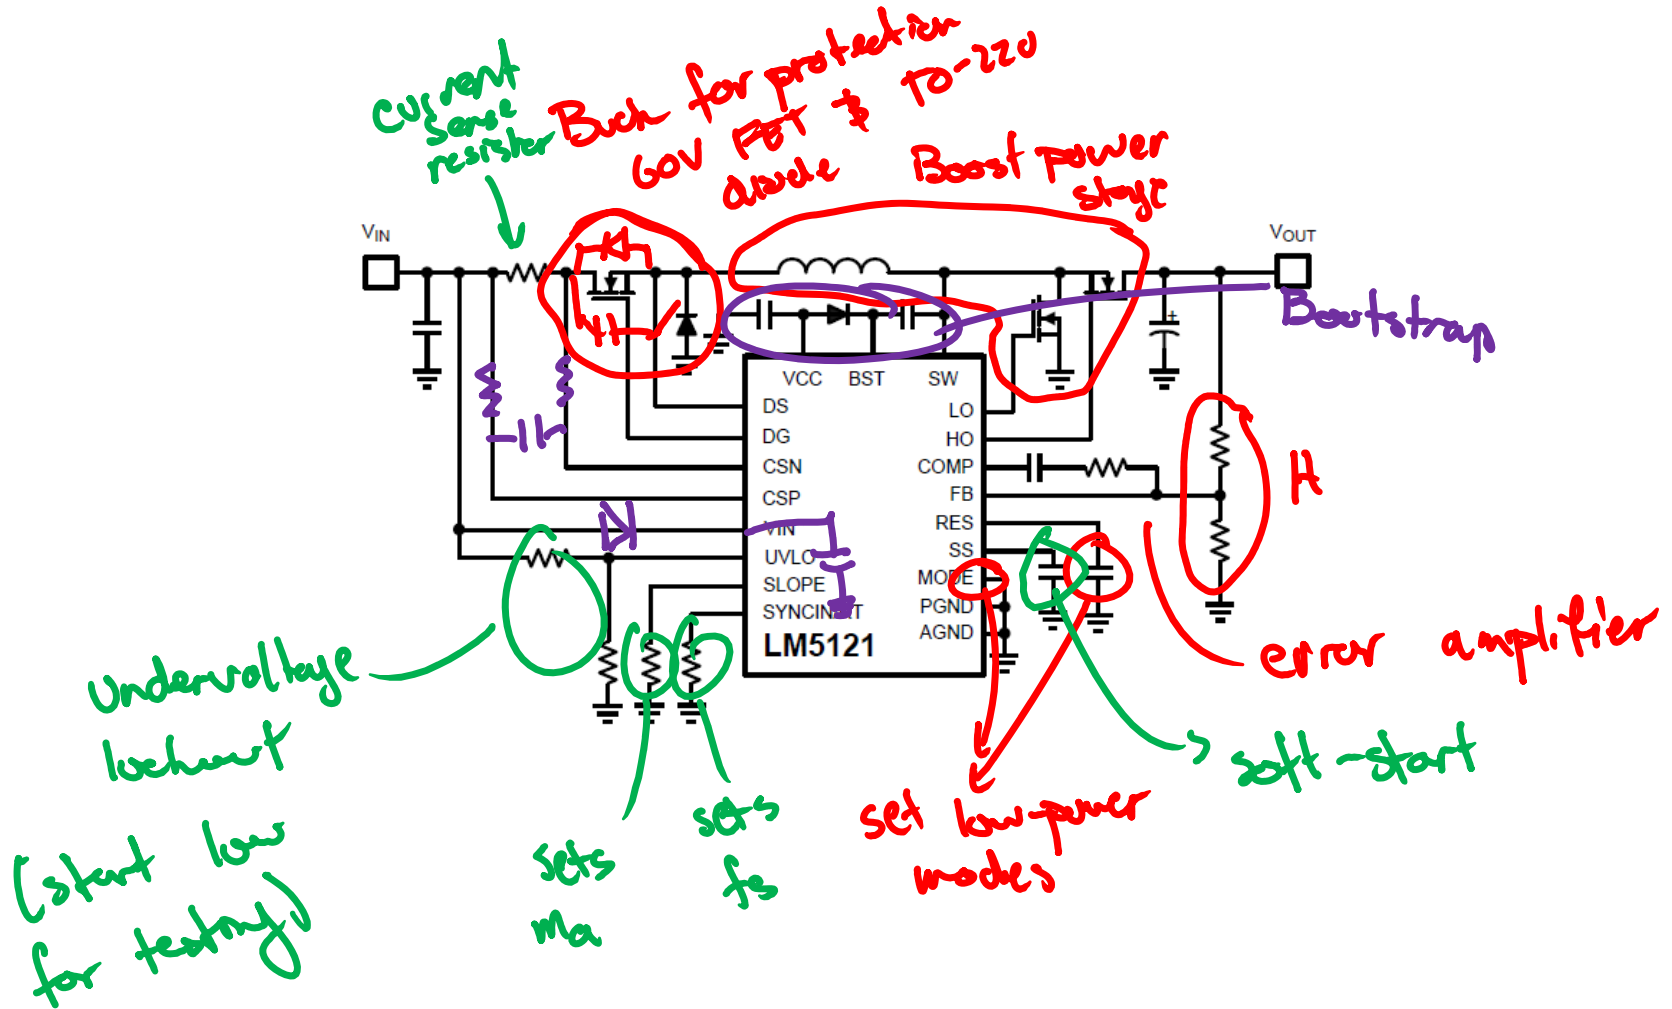 current
sense
resister
Buck for protection
60V FET & TO-220
diode
Boost power
stage
VIN
VOUT
Bootstrap
VCC BST SW
DS
DG
CSN
CSP
VIN
UVLO
SLOPE
SYNCIN/RT
LM5121
LO
HO
COMP
FB
RES
SS
MODE
PGND
AGND
H
error amplifier
undervoltage
lockout
(start low
for testing)
sets
ma
sets
fs
set low-power
modes
soft-start